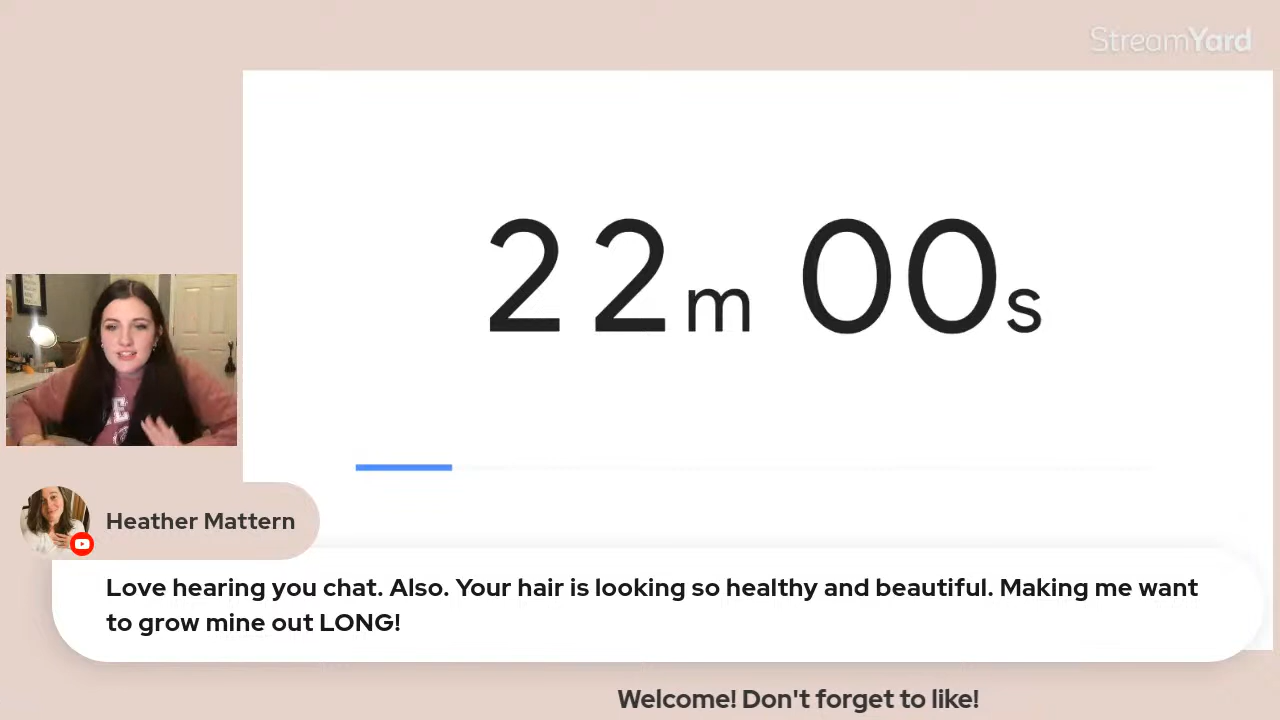 StreamYard
22m 00s
Heather Mattern
Love hearing you chat. Also. Your hair is looking so healthy and beautiful. Making me want
to grow mine out LONG!
Welcome! Don't forget to like!